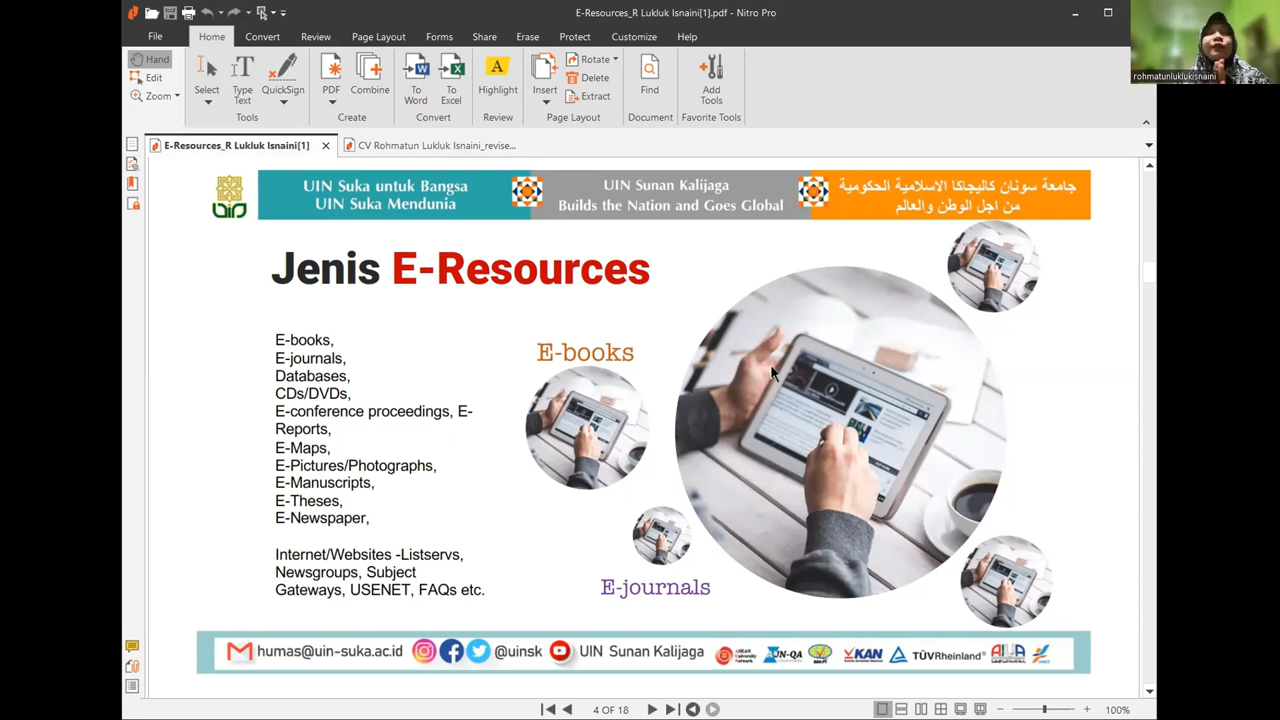 E-Resources_R Lukluk Isnaini[1].pdf - Nitro Pro
rohmatunluklukisnaini
File Home Convert Review Page Layout Forms Share Erase Protect Customize Help
Hand
Edit
Zoom
Select
Type Text
QuickSign
Tools
PDF
Combine
Create
To Word
To Excel
Convert
Highlight
Review
Insert
Rotate
Delete
Extract
Page Layout
Find
Document
Add Tools
Favorite Tools
E-Resources_R Lukluk Isnaini[1]
CV Rohmatun Lukluk Isnaini_revise...
UIN Suka untuk Bangsa
UIN Suka Mendunia
UIN Sunan Kalijaga
Builds the Nation and Goes Global
جامعة سونان كاليجاكا الاسلامية الحكومية
من اجل الوطن والعالم
Jenis E-Resources
E-books,
E-journals,
Databases,
CDs/DVDs,
E-conference proceedings, E-
Reports,
E-Maps,
E-Pictures/Photographs,
E-Manuscripts,
E-Theses,
E-Newspaper,
Internet/Websites -Listservs,
Newsgroups, Subject
Gateways, USENET, FAQs etc.
E-books
E-journals
humas@uin-suka.ac.id @uinsk UIN Sunan Kalijaga
KAN TÜVRheinland
4 OF 18
100%